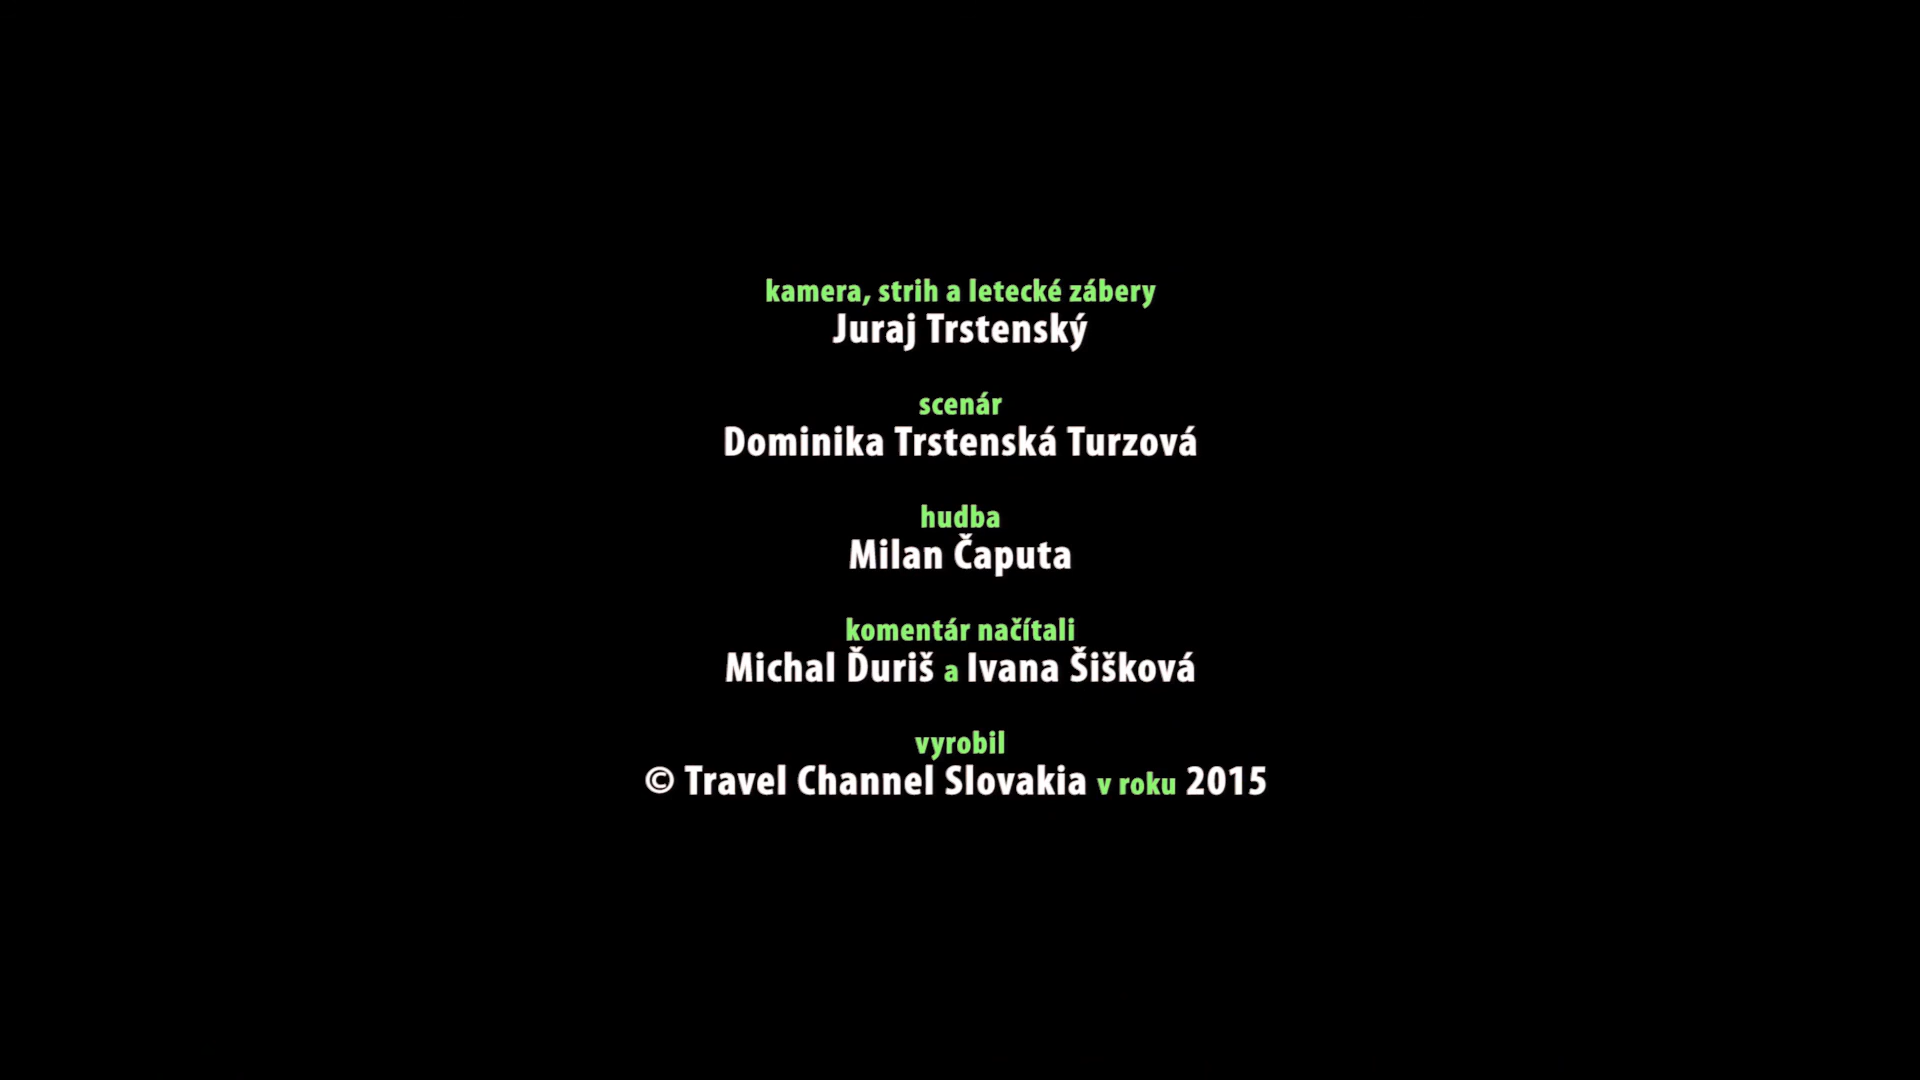 kamera, strih a letecké zábery
Juraj Trstenský
scenár
Dominika Trstenská Turzová
hudba
Milan Čaputa
komentár načítali
Michal Ďuriš a Ivana Šišková
vyrobil
© Travel Channel Slovakia v roku 2015